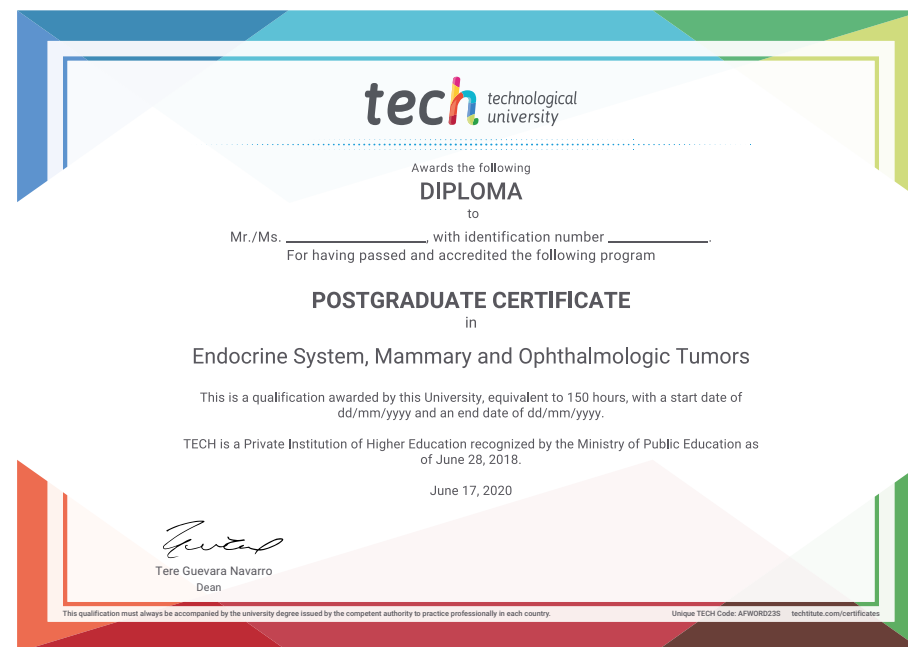 tech technological
university
Awards the following
DIPLOMA
to
Mr./Ms. ____________________, with identification number ______________.
For having passed and accredited the following program
POSTGRADUATE CERTIFICATE
in
Endocrine System, Mammary and Ophthalmologic Tumors
This is a qualification awarded by this University, equivalent to 150 hours, with a start date of
dd/mm/yyyy and an end date of dd/mm/yyyy.
TECH is a Private Institution of Higher Education recognized by the Ministry of Public Education as
of June 28, 2018.
June 17, 2020
Tere Guevara Navarro
Dean
This qualification must always be accompanied by the university degree issued by the competent authority to practice professionally in each country. Unique TECH Code: AFWORD23S techtitute.com/certificates